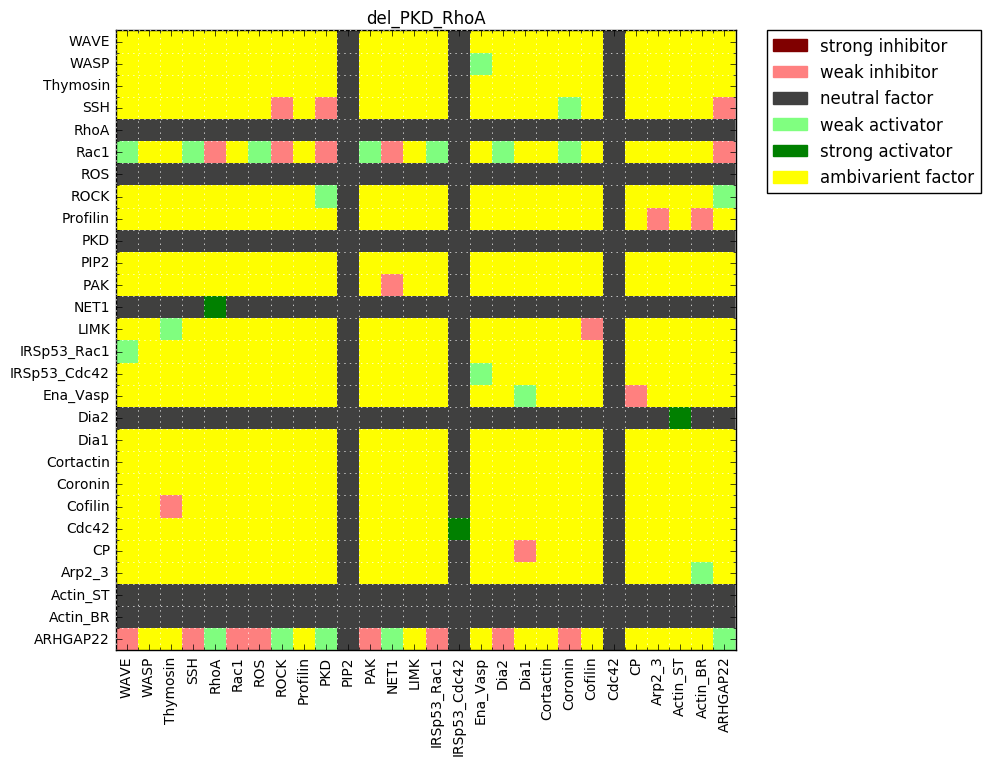 del_PKD_RhoA
WAVE
WASP
Thymosin
SSH
RhoA
Rac1
ROS
ROCK
Profilin
PKD
PIP2
PAK
NET1
LIMK
IRSp53_Rac1
IRSp53_Cdc42
Ena_Vasp
Dia2
Dia1
Cortactin
Coronin
Cofilin
Cdc42
CP
Arp2_3
Actin_ST
Actin_BR
ARHGAP22
WAVE
WASP
Thymosin
SSH
RhoA
Rac1
ROS
ROCK
Profilin
PKD
PIP2
PAK
NET1
LIMK
IRSp53_Rac1
IRSp53_Cdc42
Ena_Vasp
Dia2
Dia1
Cortactin
Coronin
Cofilin
Cdc42
CP
Arp2_3
Actin_ST
Actin_BR
ARHGAP22
strong inhibitor
weak inhibitor
neutral factor
weak activator
strong activator
ambivarient factor